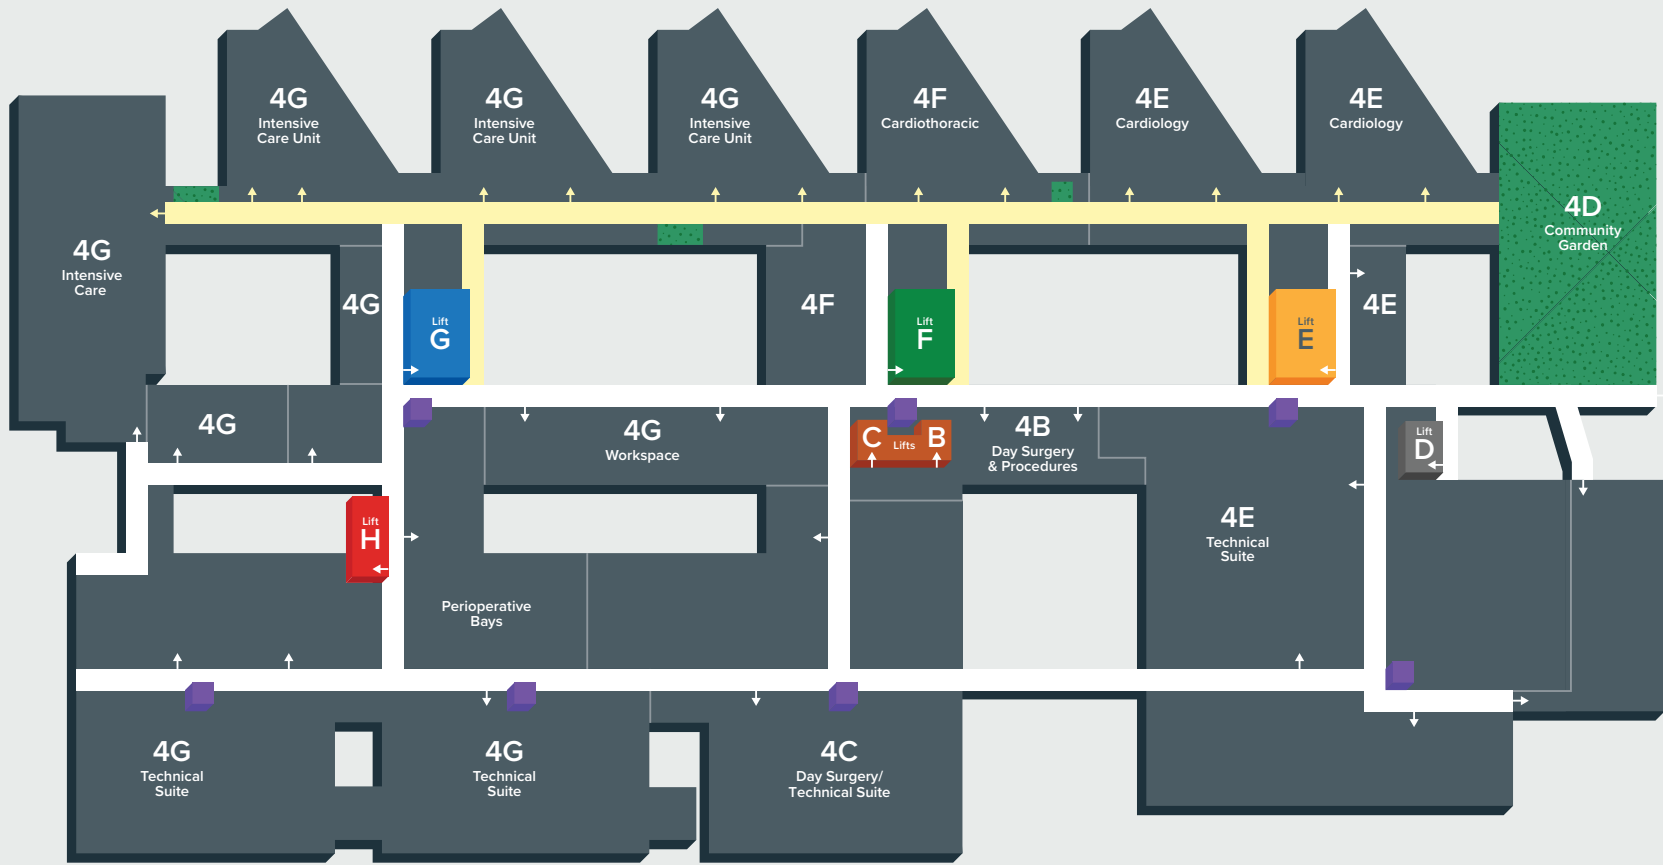 4G
Intensive
Care Unit
4G
Intensive
Care Unit
4G
Intensive
Care Unit
4F
Cardiothoracic
4E
Cardiology
4E
Cardiology
4D
Community
Garden
4G
Intensive
Care
4G
Lift
G
4F
Lift
F
Lift
E
4E
4G
4G
Workspace
C
Lifts
B
4B
Day Surgery
& Procedures
Lift
D
Lift
H
4E
Technical
Suite
Perioperative
Bays
4G
Technical
Suite
4G
Technical
Suite
4C
Day Surgery/
Technical Suite